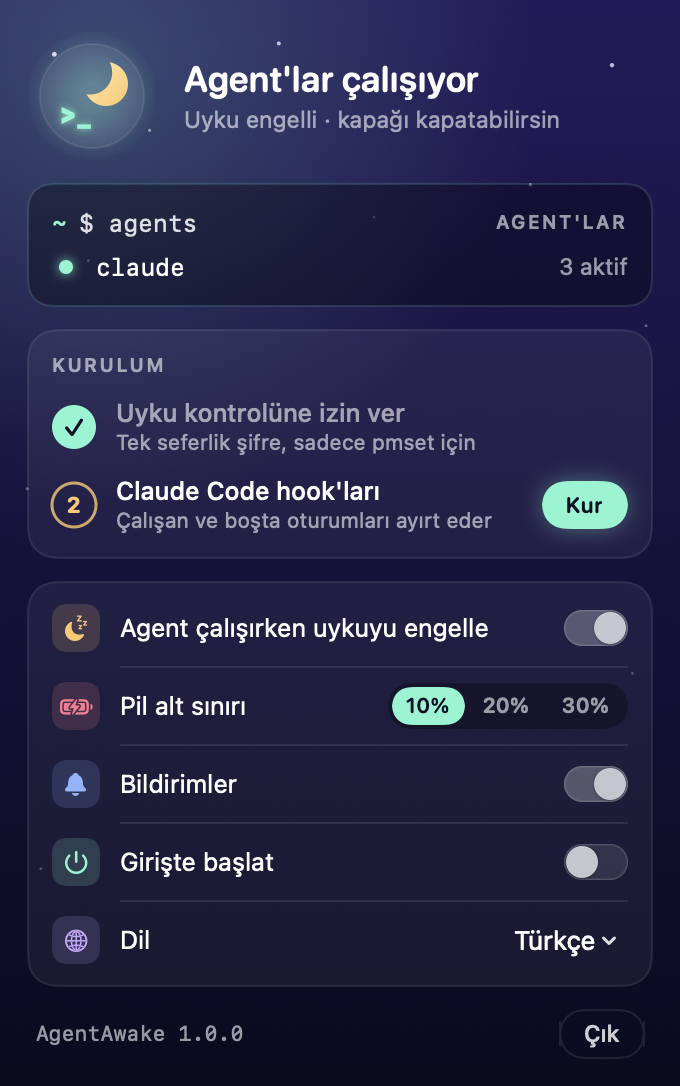 >_
Agent'lar çalışıyor
Uyku engelli · kapağı kapatabilirsin
~ $ agents AGENT'LAR
claude 3 aktif
KURULUM
Uyku kontrolüne izin ver
Tek seferlik şifre, sadece pmset için
2 Claude Code hook'ları
Çalışan ve boşta oturumları ayırt eder
Kur
Agent çalışırken uykuyu engelle
Pil alt sınırı 10% 20% 30%
Bildirimler
Girişte başlat
Dil Türkçe
AgentAwake 1.0.0 Çık